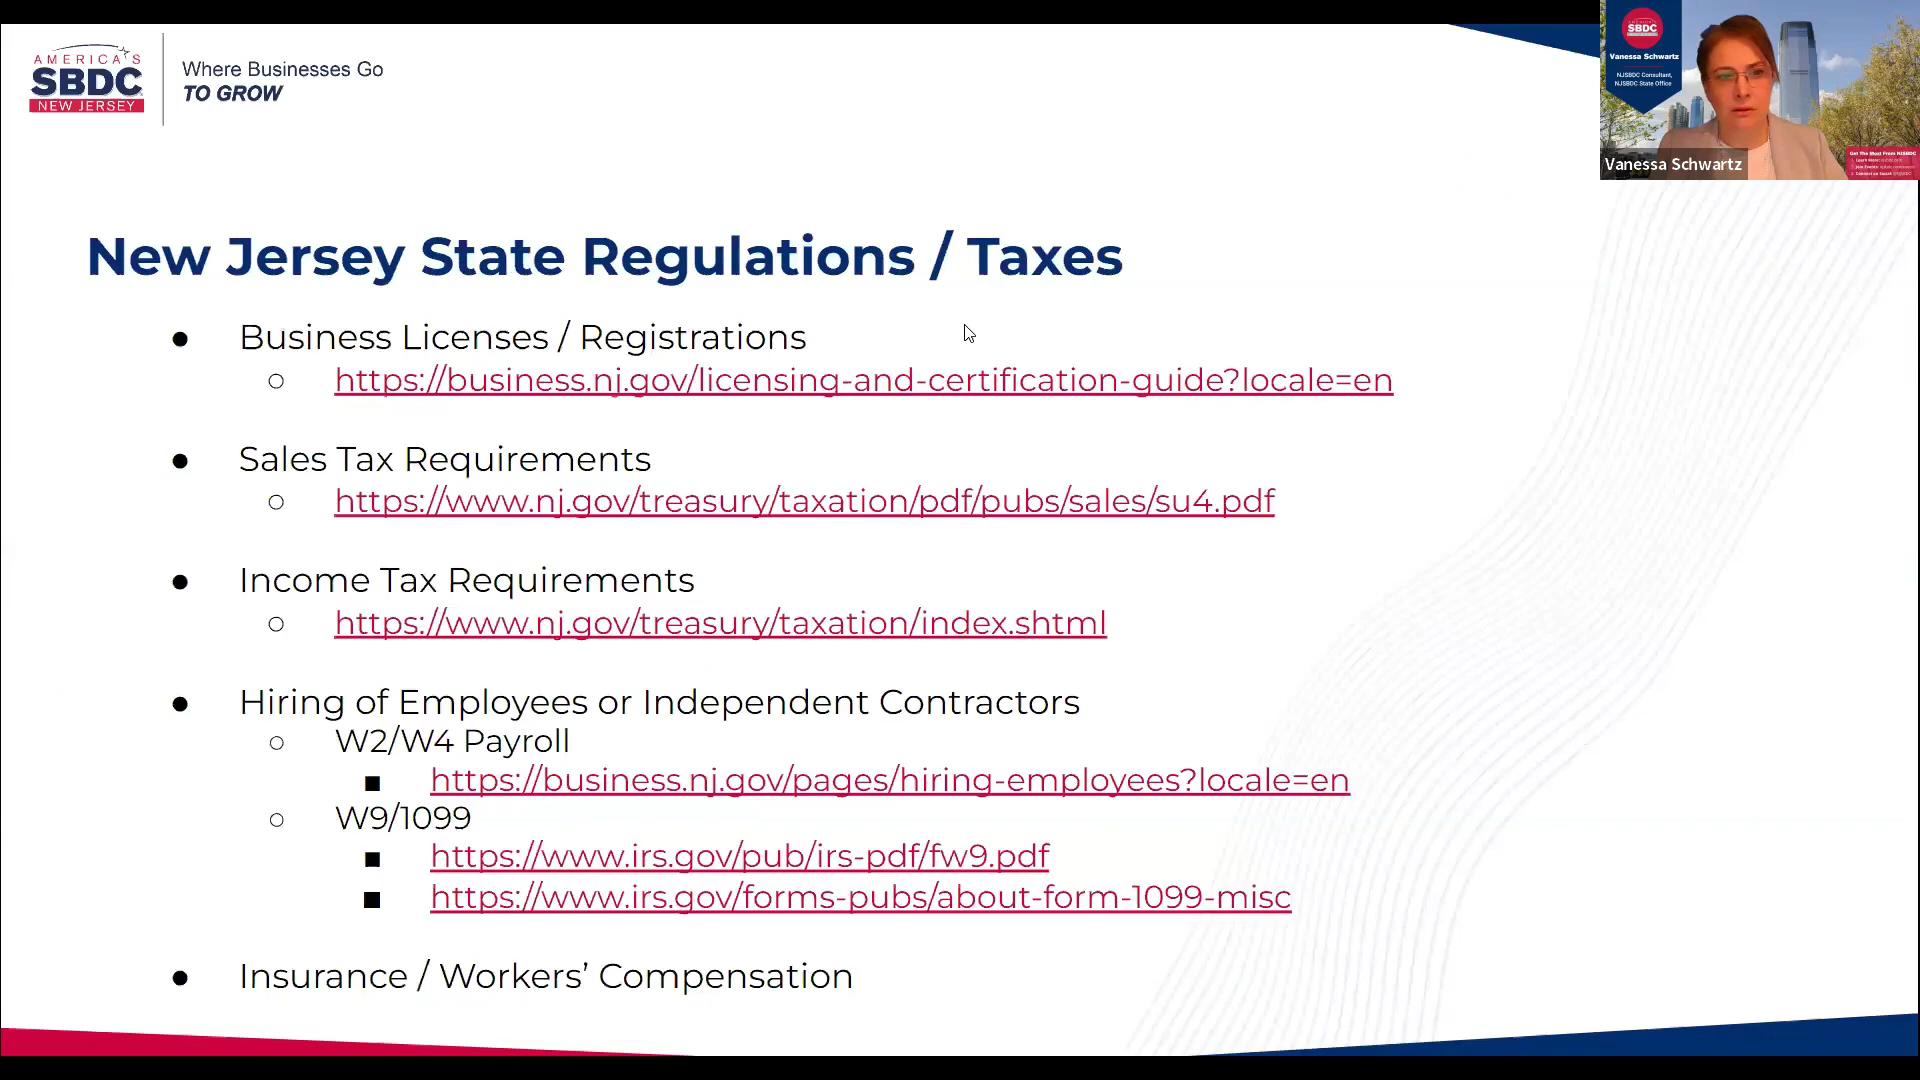 AMERICA'S
SBDC
NEW JERSEY
Where Businesses Go
TO GROW
SBDC
Vanessa Schwartz
NJSBDC Consultant,
NJSBDC State Office
Get The Most From NJSBDC
Vanessa Schwartz
New Jersey State Regulations / Taxes
● Business Licenses / Registrations
○ https://business.nj.gov/licensing-and-certification-guide?locale=en
● Sales Tax Requirements
○ https://www.nj.gov/treasury/taxation/pdf/pubs/sales/su4.pdf
● Income Tax Requirements
○ https://www.nj.gov/treasury/taxation/index.shtml
● Hiring of Employees or Independent Contractors
○ W2/W4 Payroll
■ https://business.nj.gov/pages/hiring-employees?locale=en
○ W9/1099
■ https://www.irs.gov/pub/irs-pdf/fw9.pdf
■ https://www.irs.gov/forms-pubs/about-form-1099-misc
● Insurance / Workers’ Compensation